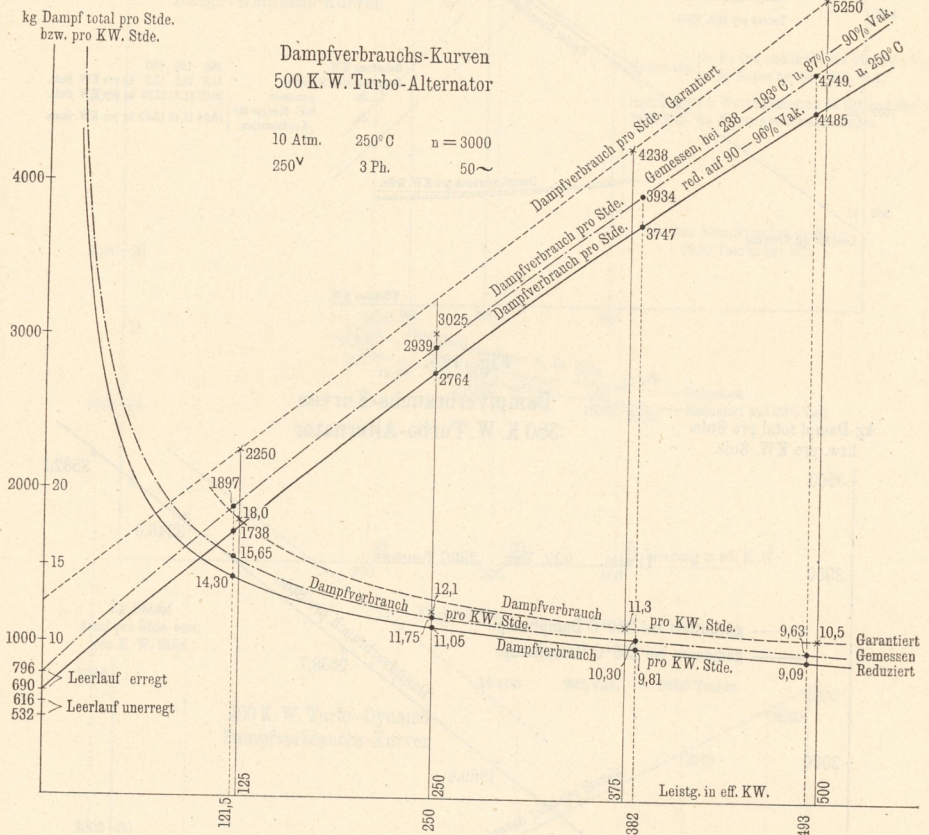 kg Dampf total pro Stde.
bzw. pro KW. Stde.
Dampfverbrauchs-Kurven
500 K. W. Turbo-Alternator
10 Atm. 250° C n = 3000
250 V 3 Ph. 50 ~
Dampfverbrauch pro Stde. Garantiert
Dampfverbrauch pro Stde. Gemessen, bei 238 — 193° C u. 87% — 90% Vak.
Dampfverbrauch pro Stde. red. auf 90 — 96% Vak. u. 250° C
5250
4749
4485
4238
3934
3747
4000
3025
3000
2939
2764
2250
1897
2000 20
18,0
1738
15
15,65
14,30
12,1
Dampfverbrauch pro KW. Stde.
Dampfverbrauch pro KW. Stde.
11,3
9,63
10,5
Garantiert
1000 10
11,75
11,05
Dampfverbrauch pro KW. Stde.
Gemessen
Reduziert
10,30
9,81
9,09
796
690
Leerlauf erregt
616
532
Leerlauf unerregt
121,5
125
250
250
375
382
Leistg. in eff. KW.
493
500